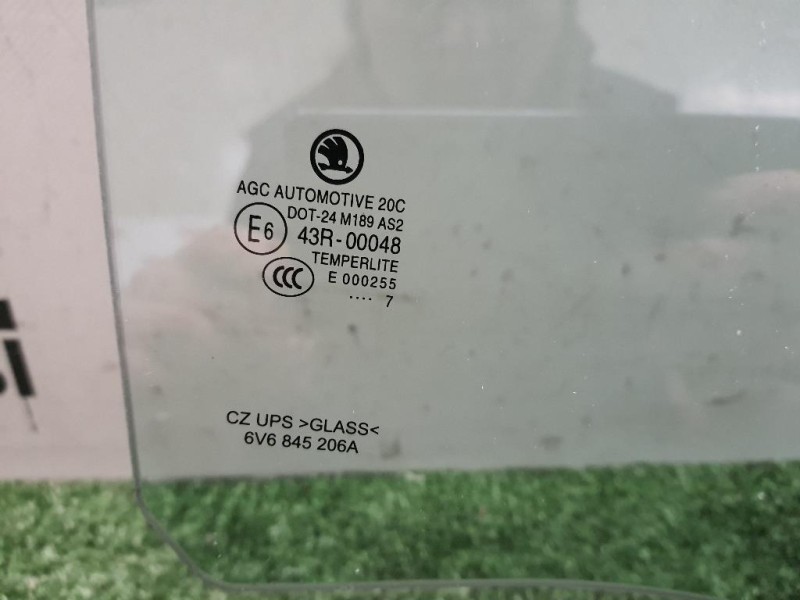 AGC AUTOMOTIVE 20C
DOT-24 M189 AS2
E6 43R-00048
TEMPERLITE
CCC E 000255
.... 7
CZ UPS >GLASS<
6V6 845 206A